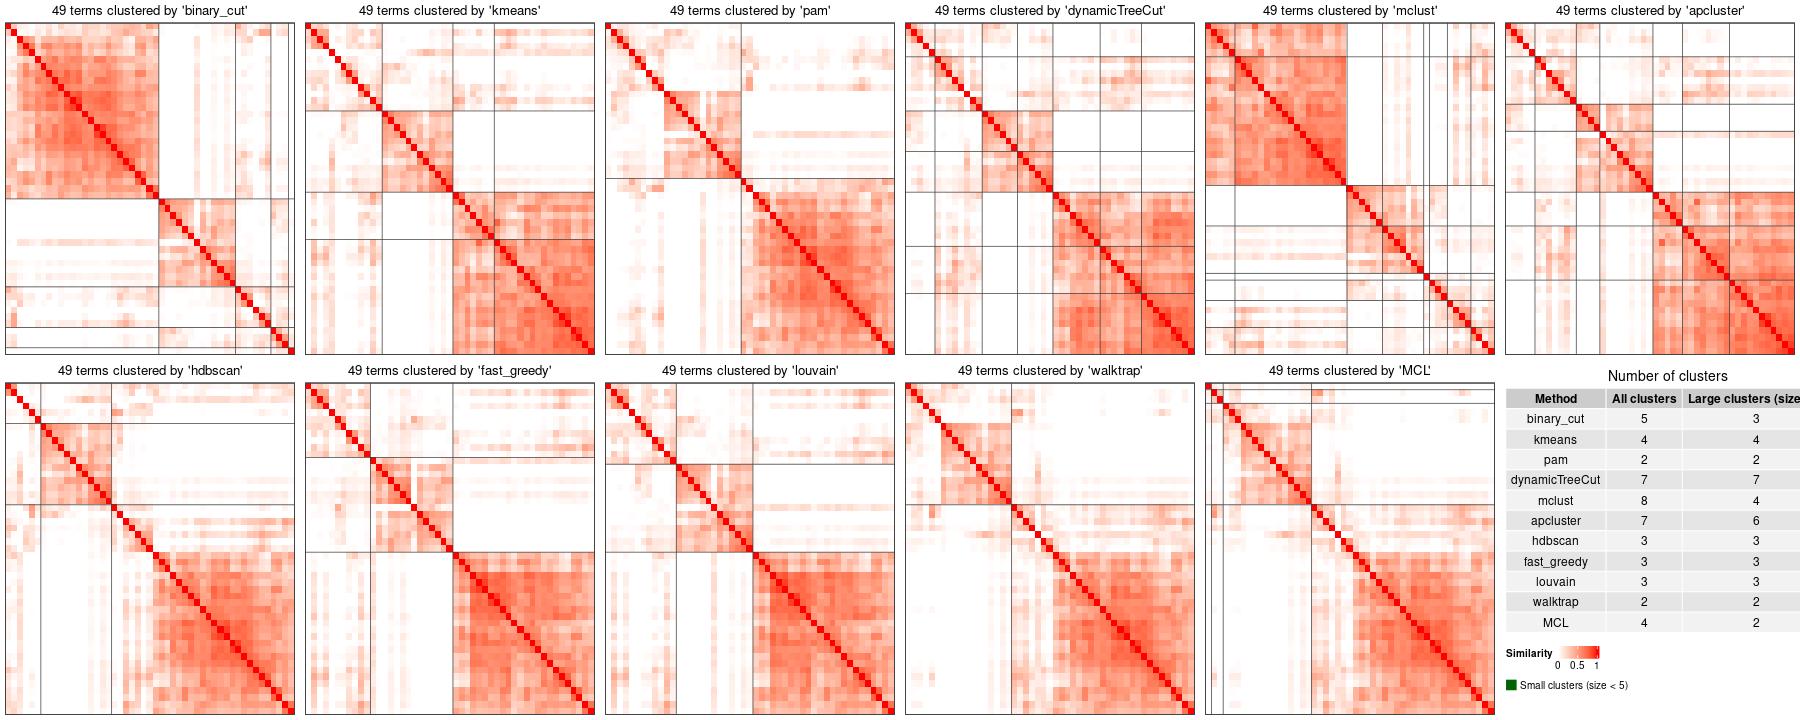 49 terms clustered by 'binary_cut'
49 terms clustered by 'kmeans'
49 terms clustered by 'pam'
49 terms clustered by 'dynamicTreeCut'
49 terms clustered by 'mclust'
49 terms clustered by 'apcluster'
49 terms clustered by 'hdbscan'
49 terms clustered by 'fast_greedy'
49 terms clustered by 'louvain'
49 terms clustered by 'walktrap'
49 terms clustered by 'MCL'
Number of clusters
Method All clusters Large clusters (size
binary_cut 5 3
kmeans 4 4
pam 2 2
dynamicTreeCut 7 7
mclust 8 4
apcluster 7 6
hdbscan 3 3
fast_greedy 3 3
louvain 3 3
walktrap 2 2
MCL 4 2
Similarity
0 0.5 1
Small clusters (size < 5)